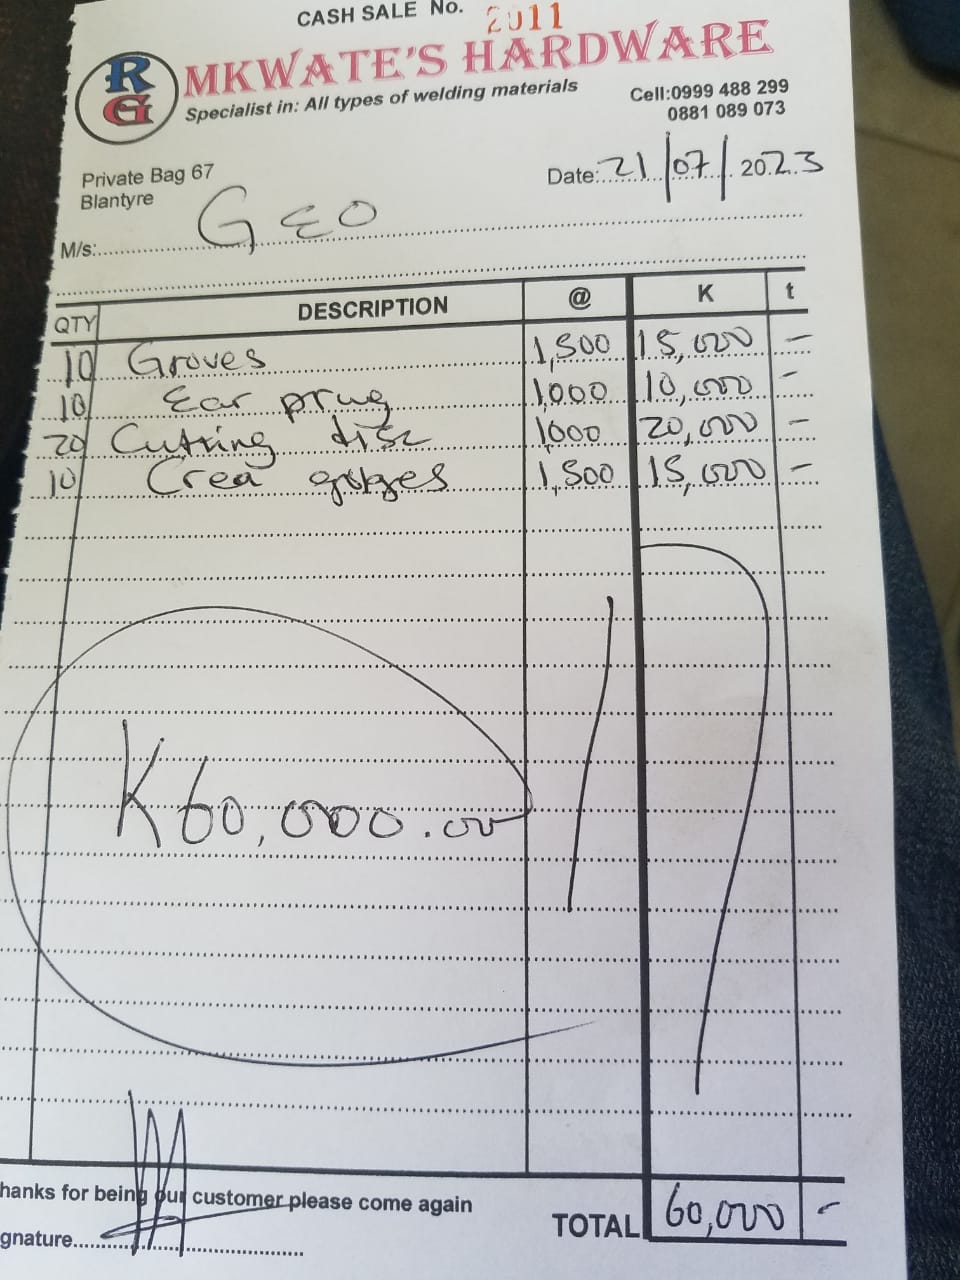 CASH SALE No. 2011
RG
MKWATE'S HARDWARE
Specialist in: All types of welding materials
Cell:0999 488 299
0881 089 073
Private Bag 67
Blantyre
Date: 21/07/2023
M/s: GEO
QTY DESCRIPTION @ K t
10 Groves 1,500 15,000 -
10 Ear prug 1000 10,000 -
20 Cutting disc 1000 20,000 -
10 Crea 1,500 15,000 -
K60,000.00
hanks for being our customer please come again
gnature
TOTAL 60,000 -